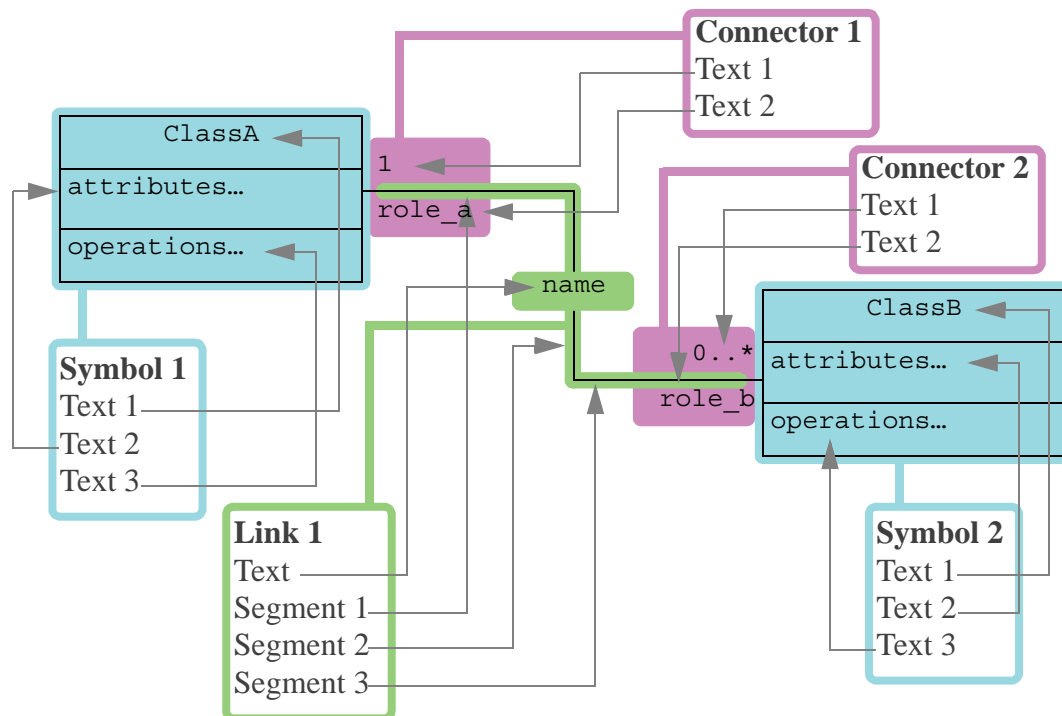 Connector 1
Text 1
Text 2
ClassA
attributes…
operations…
1
role_a
Connector 2
Text 1
Text 2
name
ClassB
attributes…
operations…
0..*
role_b
Symbol 1
Text 1
Text 2
Text 3
Link 1
Text
Segment 1
Segment 2
Segment 3
Symbol 2
Text 1
Text 2
Text 3